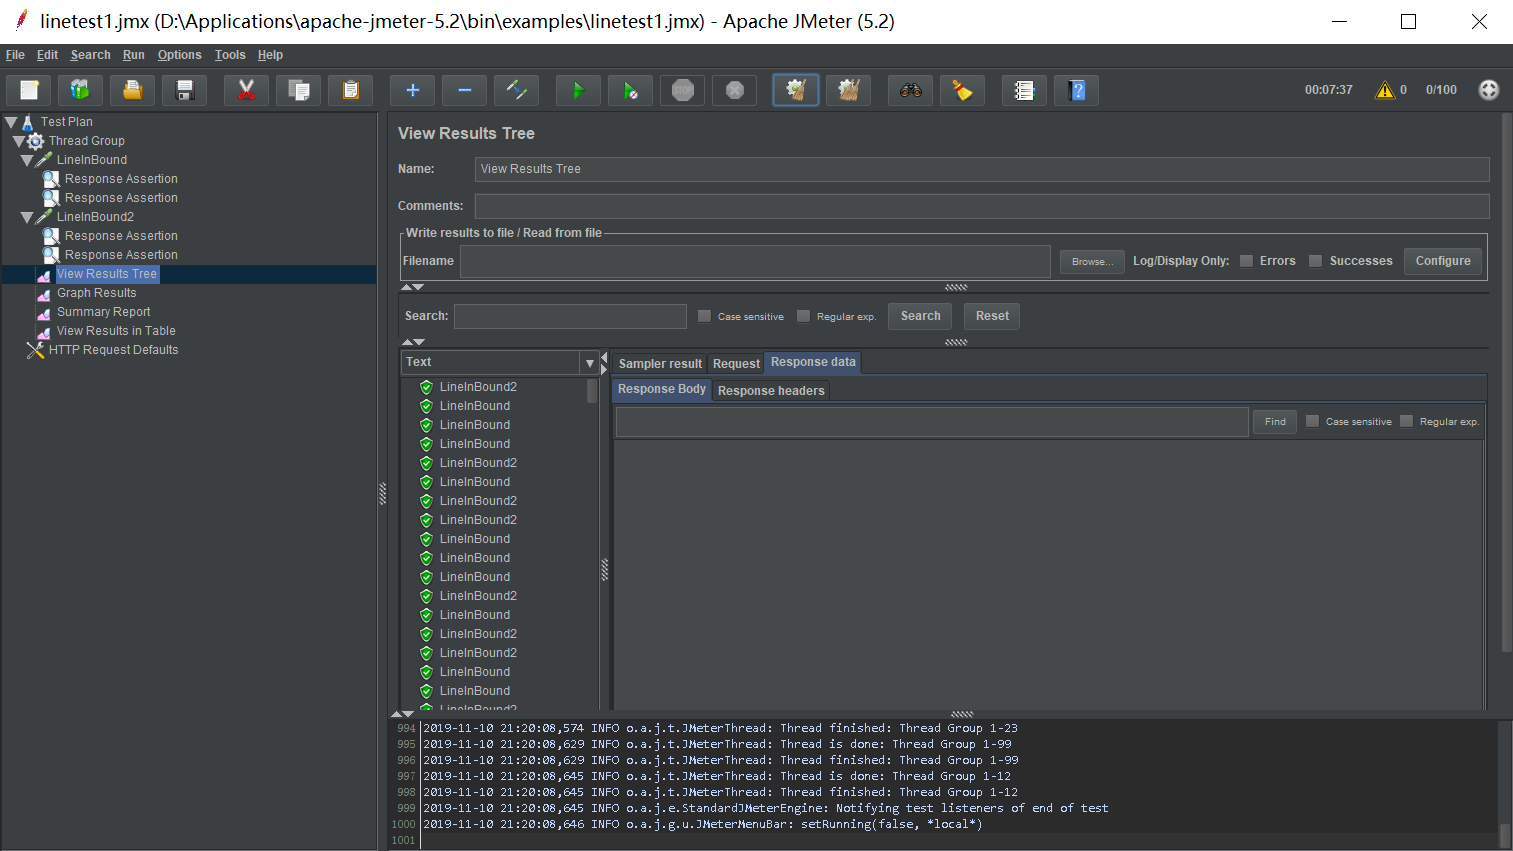 linetest1.jmx (D:\Applications\apache-jmeter-5.2\bin\examples\linetest1.jmx) - Apache JMeter (5.2)
File Edit Search Run Options Tools Help
STOP
00:07:37 0 0/100
Test Plan
Thread Group
LineInBound
Response Assertion
Response Assertion
LineInBound2
Response Assertion
Response Assertion
View Results Tree
Graph Results
Summary Report
View Results in Table
HTTP Request Defaults
View Results Tree
Name: View Results Tree
Comments:
Write results to file / Read from file
Filename Browse... Log/Display Only: Errors Successes Configure
Search: Case sensitive Regular exp. Search Reset
Text
LineInBound2
LineInBound
LineInBound
LineInBound
LineInBound2
LineInBound
LineInBound2
LineInBound2
LineInBound
LineInBound
LineInBound
LineInBound2
LineInBound
LineInBound2
LineInBound2
LineInBound
LineInBound
LineInBound2
Sampler result Request Response data
Response Body Response headers
Find Case sensitive Regular exp.
994 2019-11-10 21:20:08,574 INFO o.a.j.t.JMeterThread: Thread finished: Thread Group 1-23
995 2019-11-10 21:20:08,629 INFO o.a.j.t.JMeterThread: Thread is done: Thread Group 1-99
996 2019-11-10 21:20:08,629 INFO o.a.j.t.JMeterThread: Thread finished: Thread Group 1-99
997 2019-11-10 21:20:08,645 INFO o.a.j.t.JMeterThread: Thread is done: Thread Group 1-12
998 2019-11-10 21:20:08,645 INFO o.a.j.t.JMeterThread: Thread finished: Thread Group 1-12
999 2019-11-10 21:20:08,645 INFO o.a.j.e.StandardJMeterEngine: Notifying test listeners of end of test
1000 2019-11-10 21:20:08,646 INFO o.a.j.g.u.JMeterMenuBar: setRunning(false, *local*)
1001